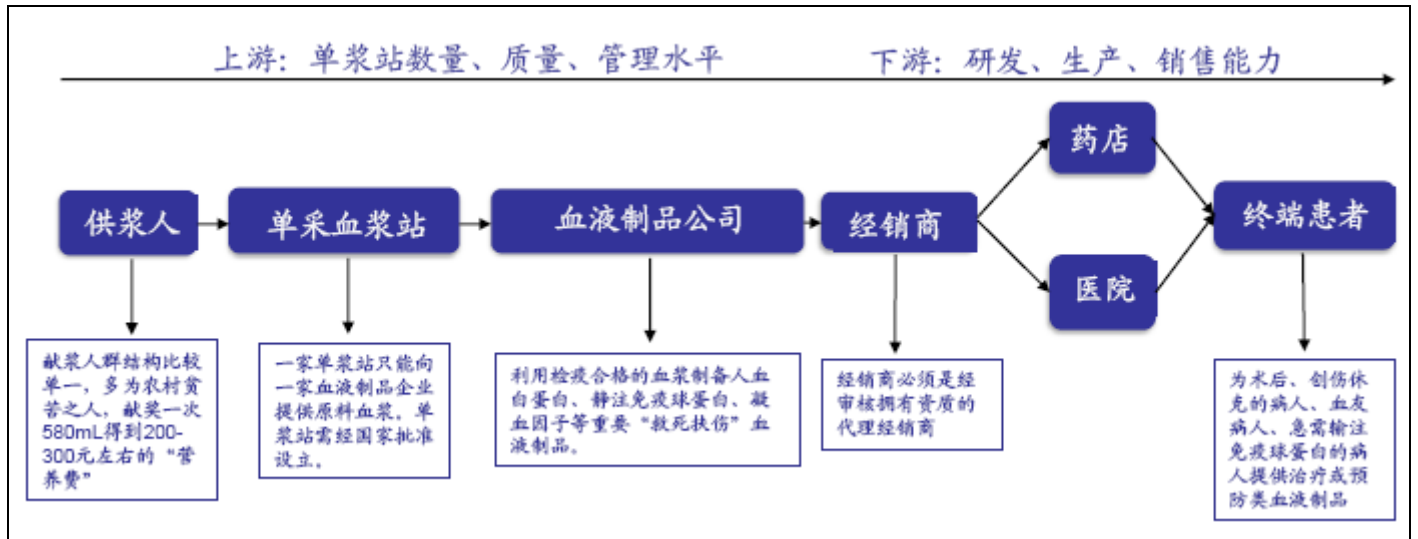 上游：单浆站数量、质量、管理水平
下游：研发、生产、销售能力
药店
供浆人
单采血浆站
血液制品公司
经销商
终端患者
医院
献浆人群结构比较
单一，多为农村贫
苦之人，献奖一次
580mL得到200-
300元左右的“营
养费”
一家单浆站只能向
一家血液制品企业
提供原料血浆。单
浆站需经国家批准
设立。
利用检疫合格的血浆制备人血
白蛋白、静注免疫球蛋白、凝
血因子等重要“救死扶伤”血
液制品。
经销商必须是经
审核拥有资质的
代理经销商
为术后、创伤休
克的病人、血友
病人、急需输注
免疫球蛋白的病
人提供治疗或预
防类血液制品